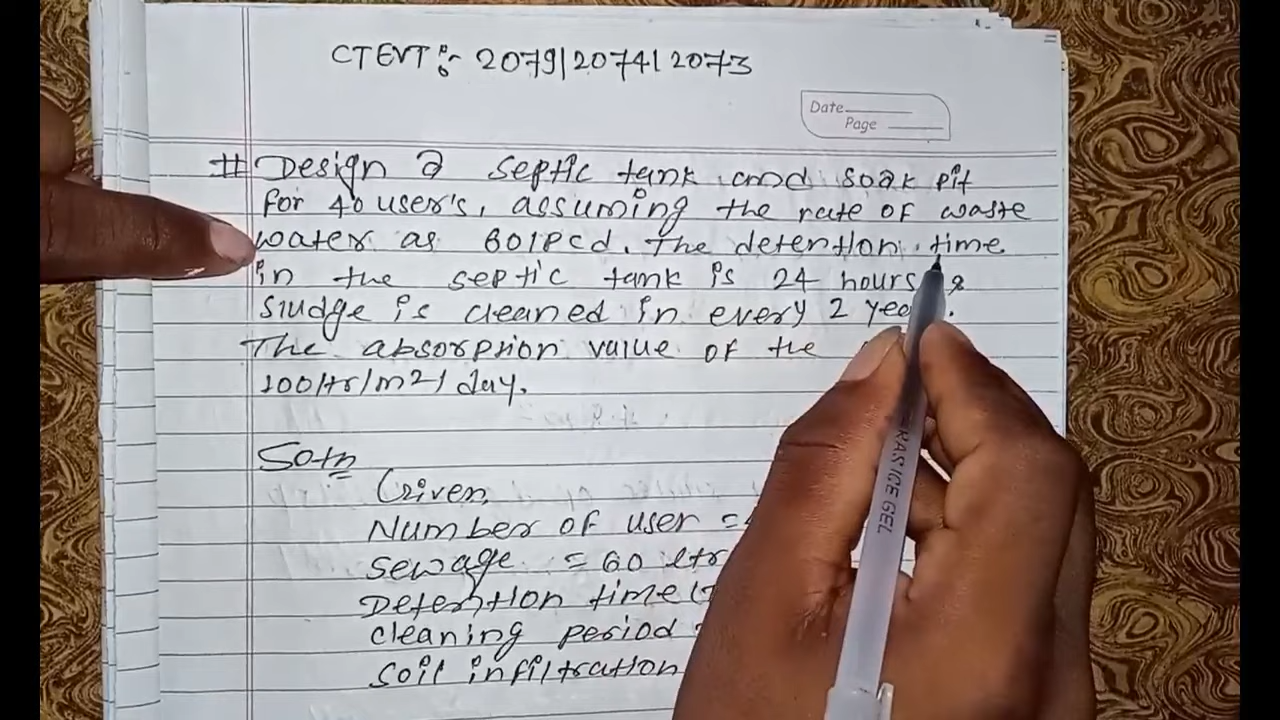 CTEVT:- 2079|2074|2073
Date
Page
# Design a septic tank and soak pit
for 40 user's, assuming the rate of waste
water as 60lpcd. The detention time
in the septic tank is 24 hours &
sludge is cleaned in every 2
The absorption value of the
100ltr/m2/day.
Soln
Given,
Number of user =
sewage = 60 ltr
Detention time
cleaning period
soil infiltration
ERASICE GEL